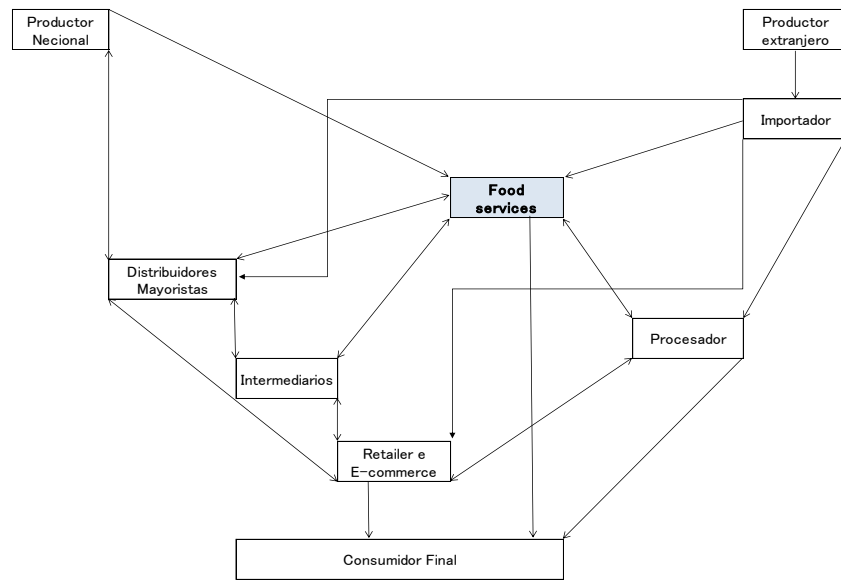 Productor
Necional
Productor
extranjero
Importador
Food
services
Distribuidores
Mayoristas
Procesador
Intermediarios
Retailer e
E-commerce
Consumidor Final